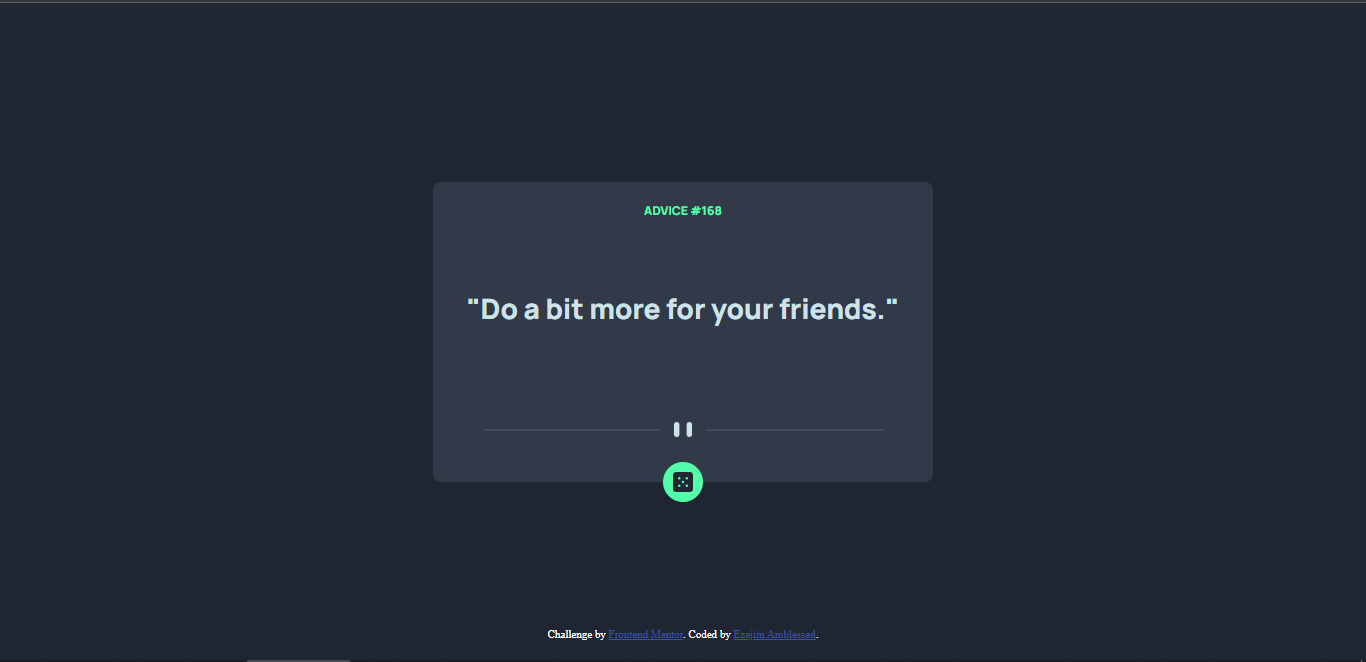 ADVICE #168
"Do a bit more for your friends."
Challenge by Frontend Mentor. Coded by Ezejim Amblessed.